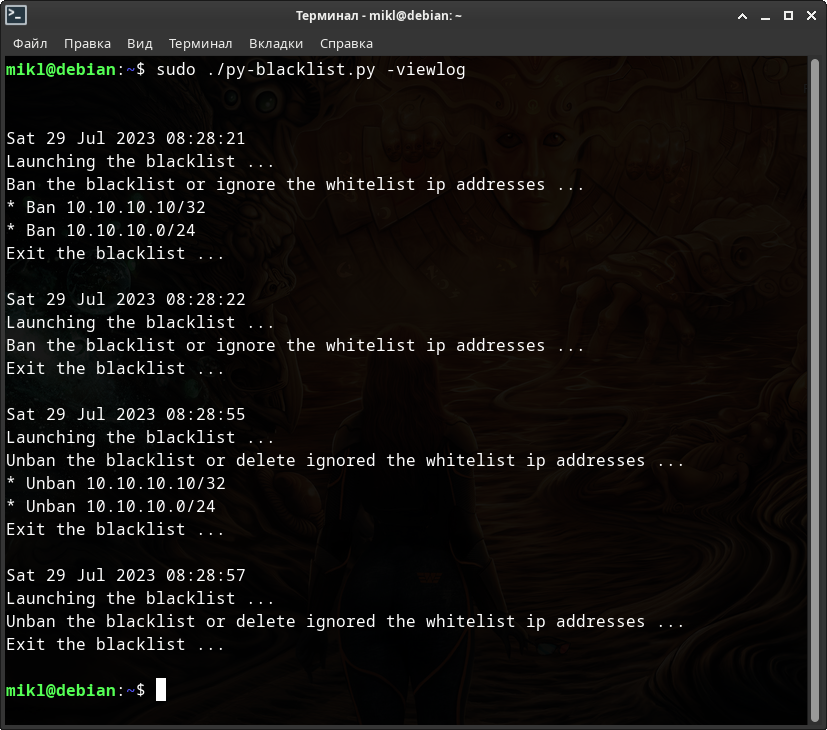 Терминал - mikl@debian: ~
Файл Правка Вид Терминал Вкладки Справка
mikl@debian:~$ sudo ./py-blacklist.py -viewlog
Sat 29 Jul 2023 08:28:21
Launching the blacklist ...
Ban the blacklist or ignore the whitelist ip addresses ...
* Ban 10.10.10.10/32
* Ban 10.10.10.0/24
Exit the blacklist ...
Sat 29 Jul 2023 08:28:22
Launching the blacklist ...
Ban the blacklist or ignore the whitelist ip addresses ...
Exit the blacklist ...
Sat 29 Jul 2023 08:28:55
Launching the blacklist ...
Unban the blacklist or delete ignored the whitelist ip addresses ...
* Unban 10.10.10.10/32
* Unban 10.10.10.0/24
Exit the blacklist ...
Sat 29 Jul 2023 08:28:57
Launching the blacklist ...
Unban the blacklist or delete ignored the whitelist ip addresses ...
Exit the blacklist ...
mikl@debian:~$